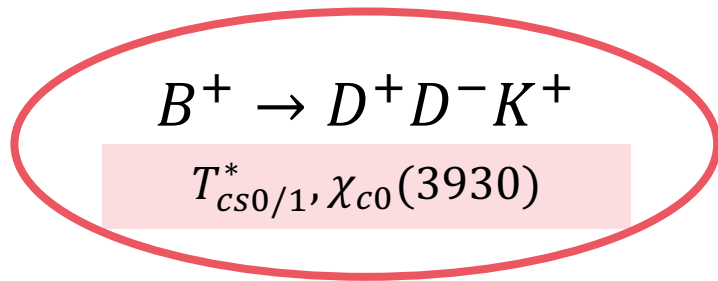 B⁺ → D⁺D⁻K⁺
T*cs0/1, χc0(3930)